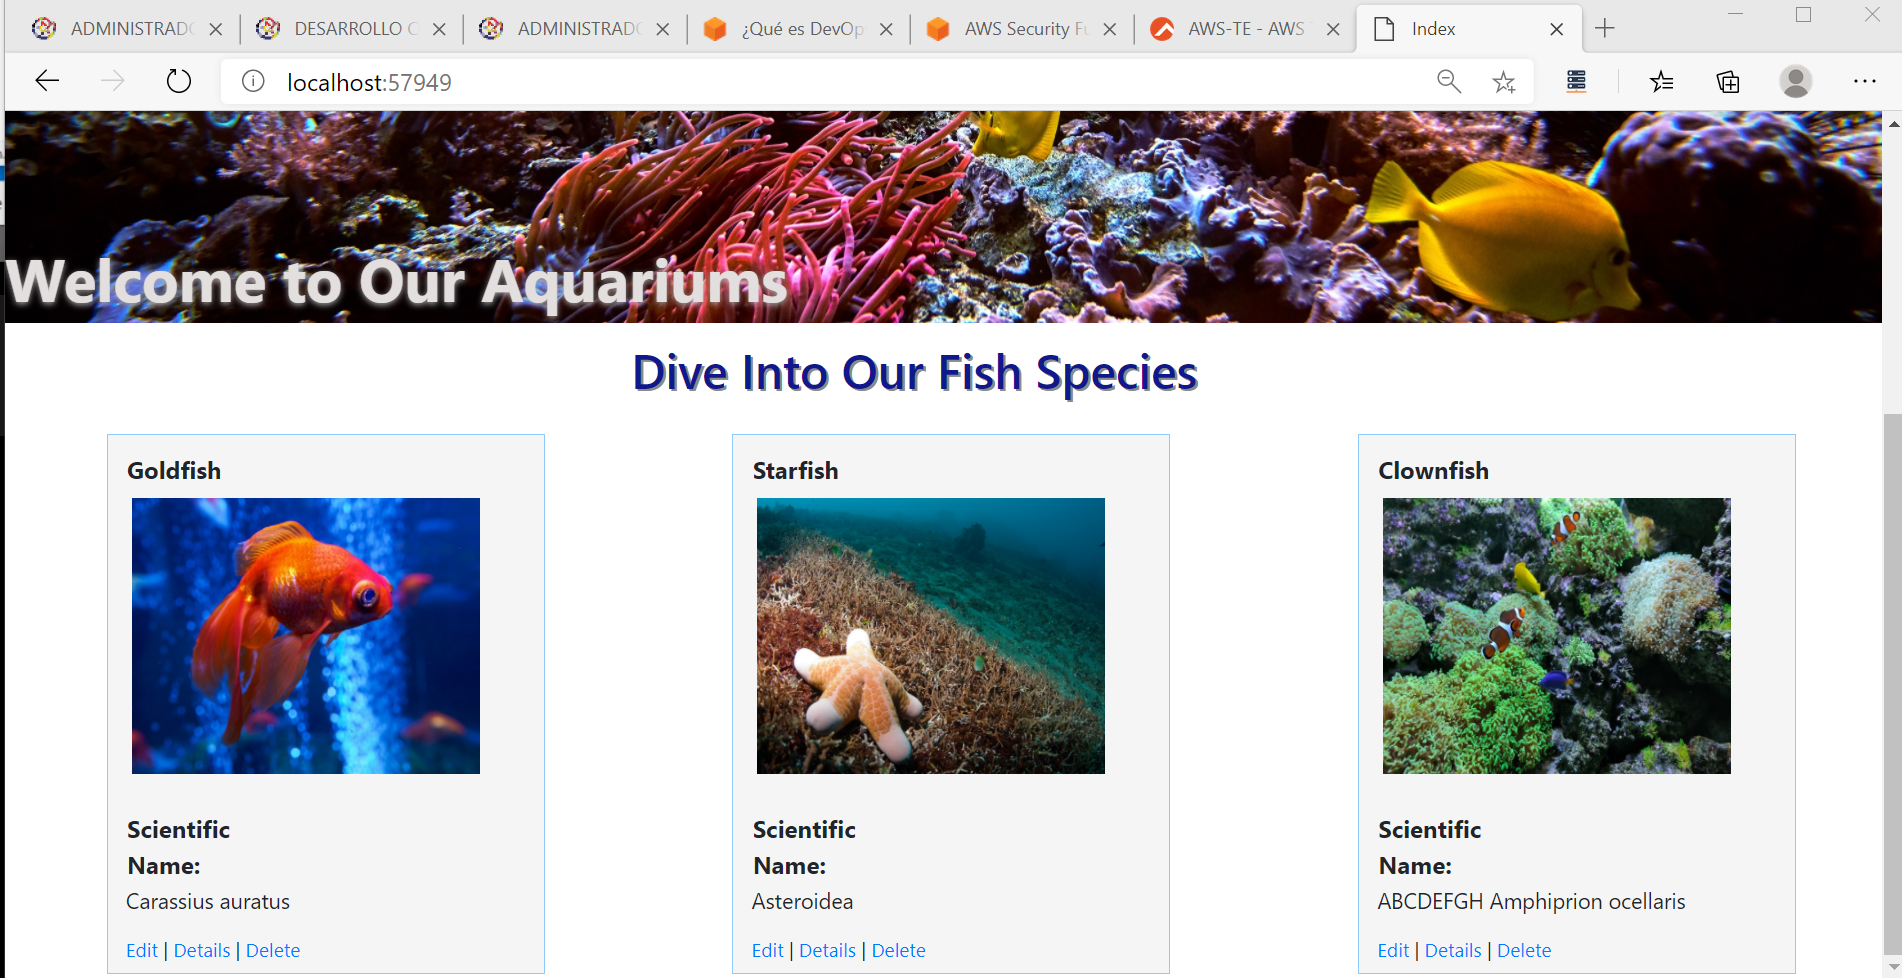 ADMINISTRADO
DESARROLLO C
ADMINISTRADO
¿Qué es DevOp
AWS Security Fu
AWS-TE - AWS
Index
localhost:57949
Welcome to Our Aquariums
Dive Into Our Fish Species
Goldfish
Scientific
Name:
Carassius auratus
Edit | Details | Delete
Starfish
Scientific
Name:
Asteroidea
Edit | Details | Delete
Clownfish
Scientific
Name:
ABCDEFGH Amphiprion ocellaris
Edit | Details | Delete